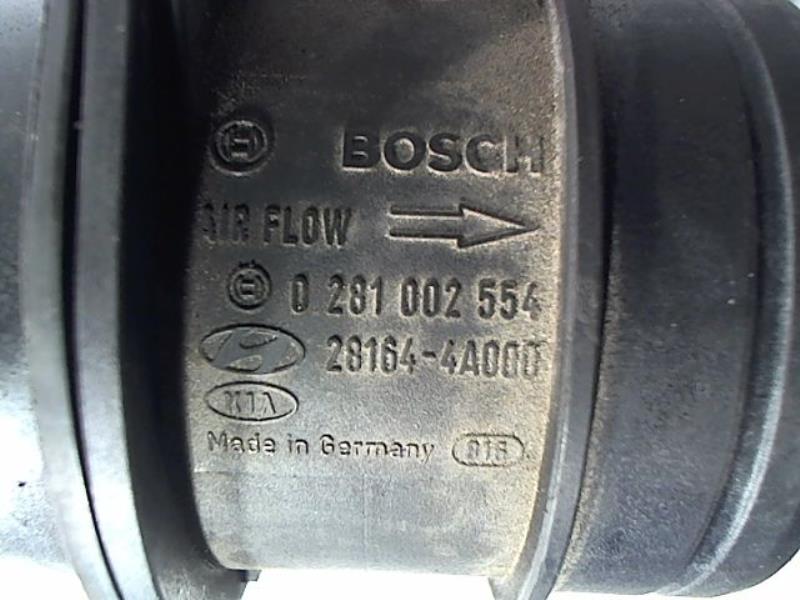 BOSCH
AIR FLOW
0 281 002 554
28164-4A000
KIA
Made in Germany